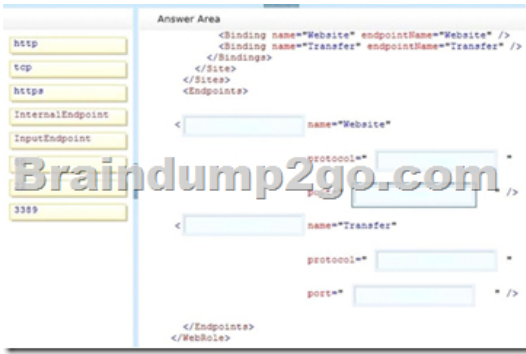 Answer Area
http
tcp
https
InternalEndpoint
InputEndpoint
3389
<Binding name="Website" endpointName="Website" />
<Binding name="Transfer" endpointName="Transfer" />
</Bindings>
</Site>
</Sites>
<Endpoints>
< name="Website"
protocol=" "
port=" " />
< name="Transfer"
protocol=" "
port=" " />
</Endpoints>
</WebRole>
Braindump2go.com